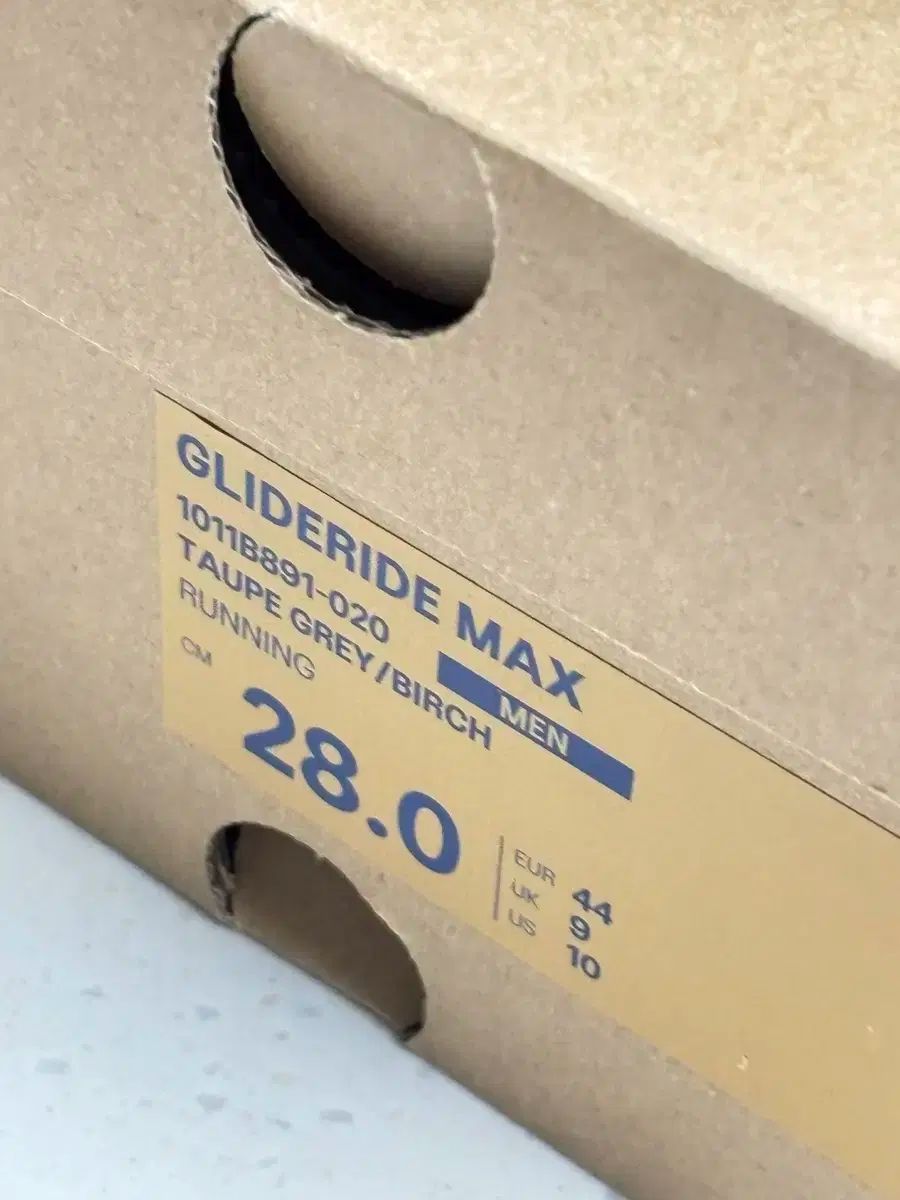 GLIDERIDE MAX
1011B891-020
TAUPE GREY/BIRCH
RUNNING
MEN
CM
28.0
EUR 44
UK 9
US 10